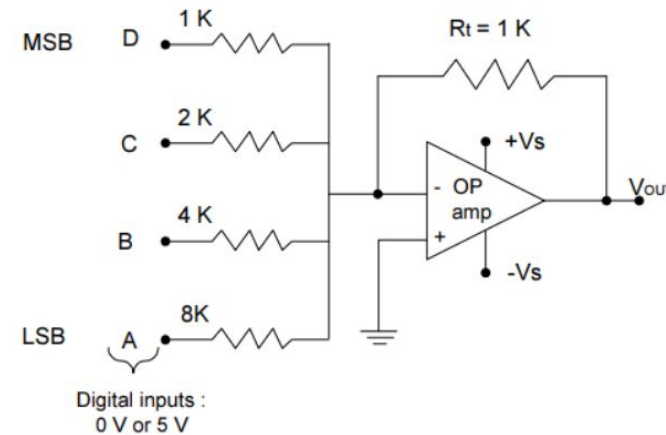 1 K
Rt = 1 K
MSB D
2 K
C
+Vs
- OP
amp
VOUT
4 K
B
+
-Vs
8K
LSB A
Digital inputs :
0 V or 5 V